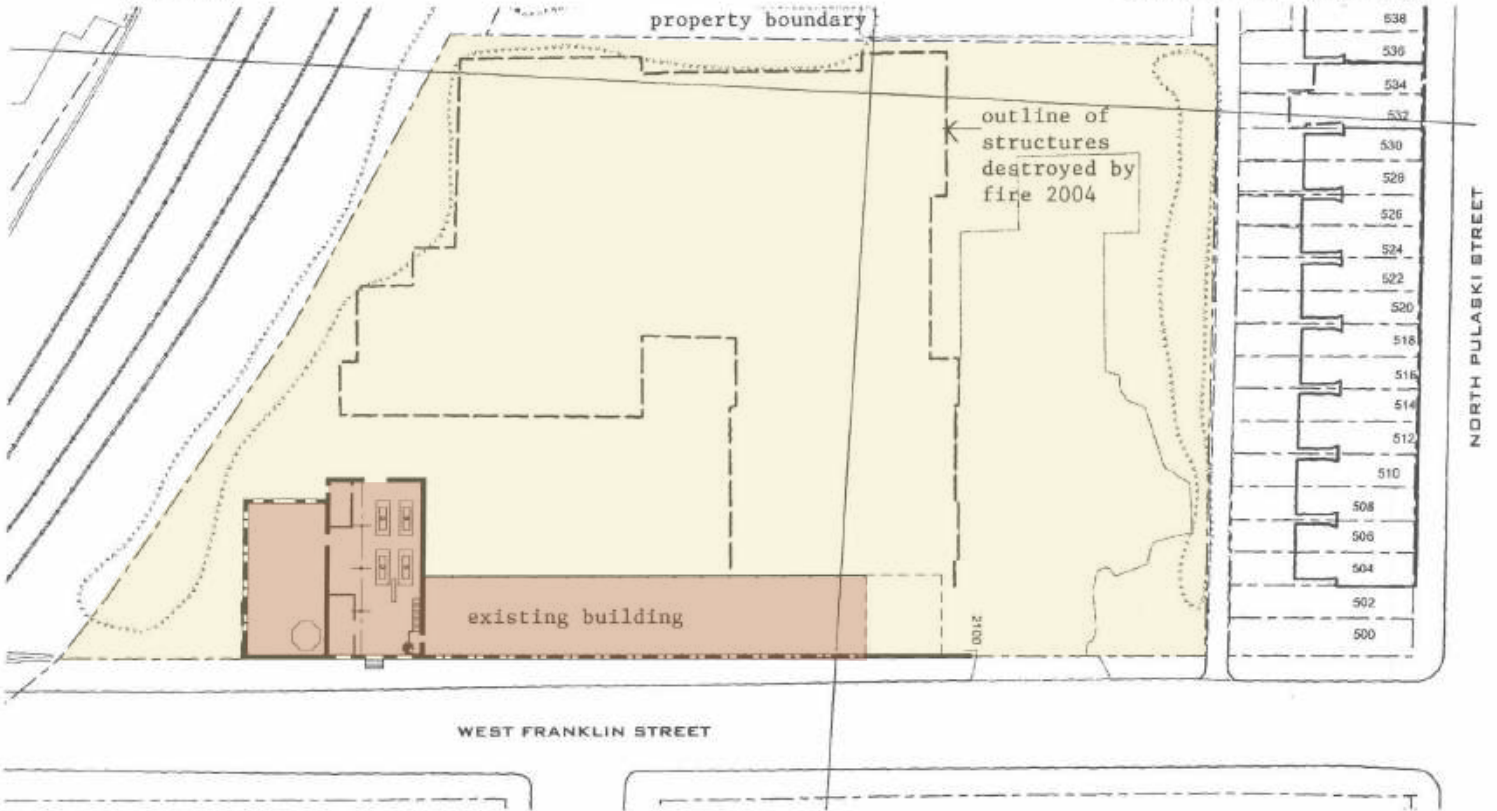 property boundary
outline of
structures
destroyed by
fire 2004
existing building
2100
WEST FRANKLIN STREET
NORTH PULASKI STREET
538
536
534
532
530
528
526
524
522
520
518
516
514
512
510
508
506
504
502
500